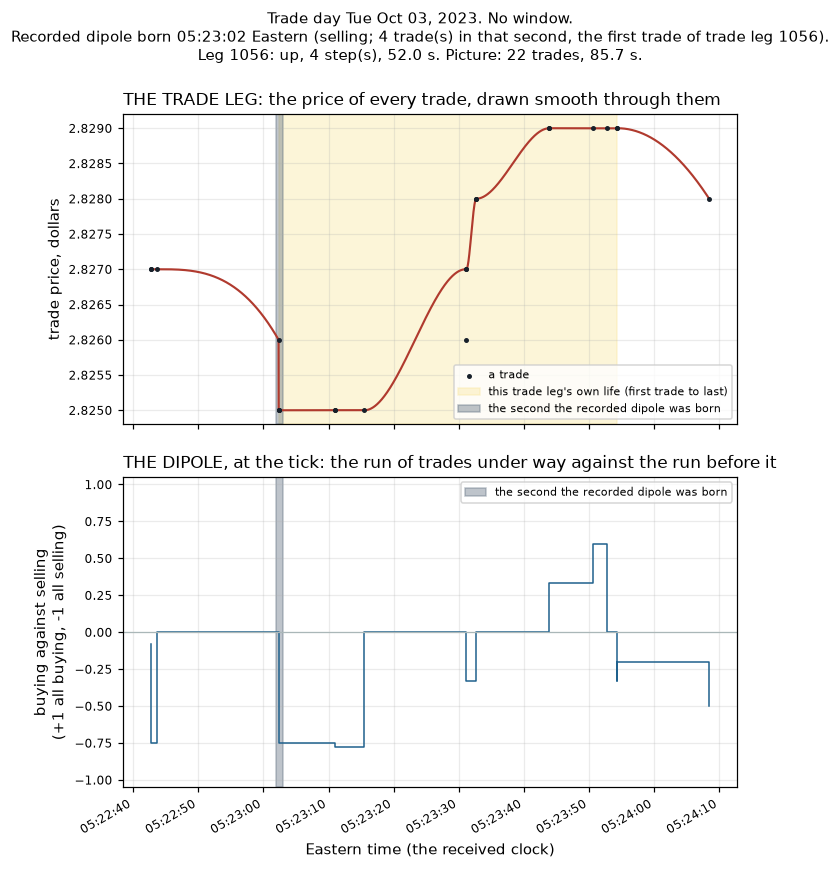 Trade day Tue Oct 03, 2023. No window.
Recorded dipole born 05:23:02 Eastern (selling; 4 trade(s) in that second, the first trade of trade leg 1056).
Leg 1056: up, 4 step(s), 52.0 s. Picture: 22 trades, 85.7 s.
THE TRADE LEG: the price of every trade, drawn smooth through them
2.8290
2.8285
2.8280
2.8275
2.8270
2.8265
2.8260
2.8255
2.8250
trade price, dollars
a trade
this trade leg's own life (first trade to last)
the second the recorded dipole was born
THE DIPOLE, at the tick: the run of trades under way against the run before it
the second the recorded dipole was born
1.00
0.75
0.50
0.25
0.00
−0.25
−0.50
−0.75
−1.00
buying against selling
(+1 all buying, -1 all selling)
05:22:40
05:22:50
05:23:00
05:23:10
05:23:20
05:23:30
05:23:40
05:23:50
05:24:00
05:24:10
Eastern time (the received clock)